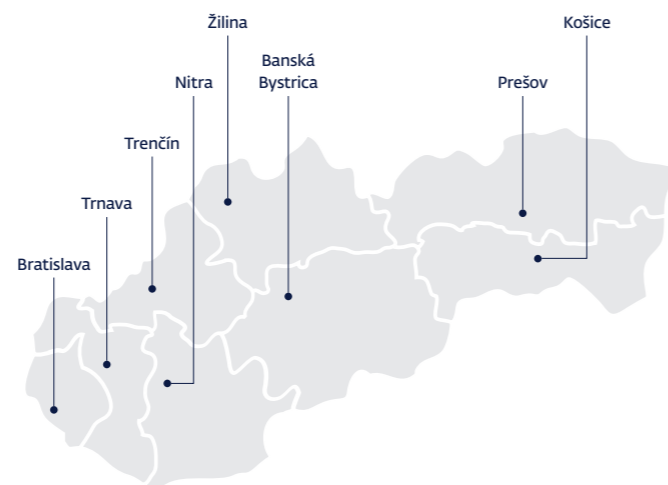 Žilina
Košice
Banská
Bystrica
Nitra
Prešov
Trenčín
Trnava
Bratislava